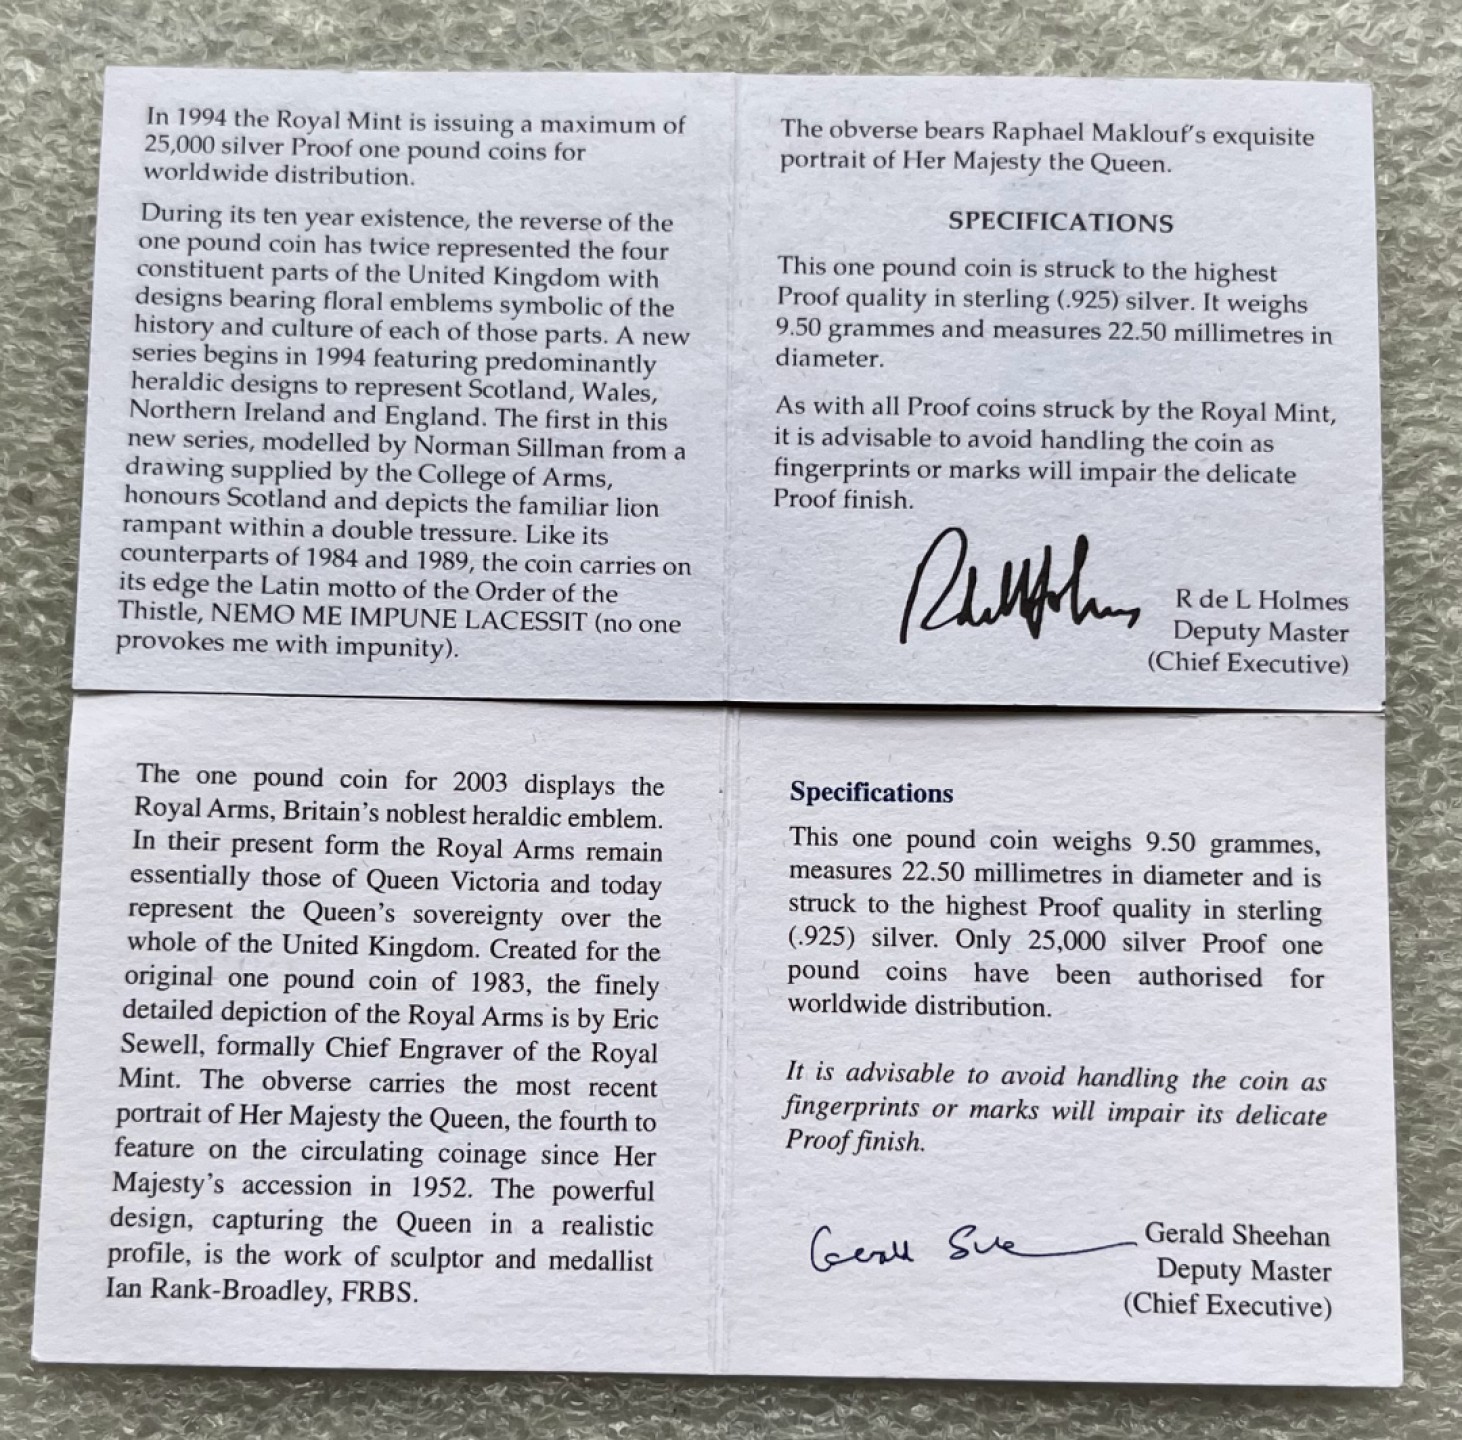 In 1994 the Royal Mint is issuing a maximum of
25,000 silver Proof one pound coins for
worldwide distribution.
During its ten year existence, the reverse of the
one pound coin has twice represented the four
constituent parts of the United Kingdom with
designs bearing floral emblems symbolic of the
history and culture of each of those parts. A new
series begins in 1994 featuring predominantly
heraldic designs to represent Scotland, Wales,
Northern Ireland and England. The first in this
new series, modelled by Norman Sillman from a
drawing supplied by the College of Arms,
honours Scotland and depicts the familiar lion
rampant within a double tressure. Like its
counterparts of 1984 and 1989, the coin carries on
its edge the Latin motto of the Order of the
Thistle, NEMO ME IMPUNE LACESSIT (no one
provokes me with impunity).
The obverse bears Raphael Maklouf's exquisite
portrait of Her Majesty the Queen.
SPECIFICATIONS
This one pound coin is struck to the highest
Proof quality in sterling (.925) silver. It weighs
9.50 grammes and measures 22.50 millimetres in
diameter.
As with all Proof coins struck by the Royal Mint,
it is advisable to avoid handling the coin as
fingerprints or marks will impair the delicate
Proof finish.
R de L Holmes
Deputy Master
(Chief Executive)
The one pound coin for 2003 displays the
Royal Arms, Britain's noblest heraldic emblem.
In their present form the Royal Arms remain
essentially those of Queen Victoria and today
represent the Queen's sovereignty over the
whole of the United Kingdom. Created for the
original one pound coin of 1983, the finely
detailed depiction of the Royal Arms is by Eric
Sewell, formally Chief Engraver of the Royal
Mint. The obverse carries the most recent
portrait of Her Majesty the Queen, the fourth to
feature on the circulating coinage since Her
Majesty's accession in 1952. The powerful
design, capturing the Queen in a realistic
profile, is the work of sculptor and medallist
Ian Rank-Broadley, FRBS.
Specifications
This one pound coin weighs 9.50 grammes,
measures 22.50 millimetres in diameter and is
struck to the highest Proof quality in sterling
(.925) silver. Only 25,000 silver Proof one
pound coins have been authorised for
worldwide distribution.
It is advisable to avoid handling the coin as
fingerprints or marks will impair its delicate
Proof finish.
Gerald Sheehan
Deputy Master
(Chief Executive)